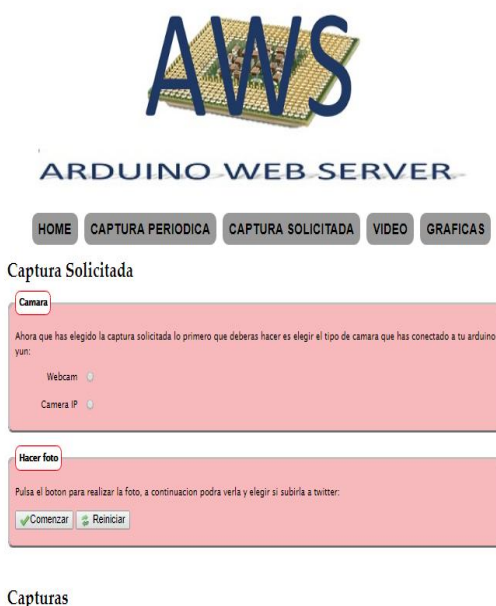 AWS
ARDUINO WEB SERVER
HOME CAPTURA PERIODICA CAPTURA SOLICITADA VIDEO GRAFICAS
Captura Solicitada
Camara
Ahora que has elegido la captura solicitada lo primero que deberas hacer es elegir el tipo de camara que has conectado a tu arduino
yun:
Webcam
Camera IP
Hacer foto
Pulsa el boton para realizar la foto, a continuacion podra verla y elegir si subirla a twitter:
Comenzar Reiniciar
Capturas